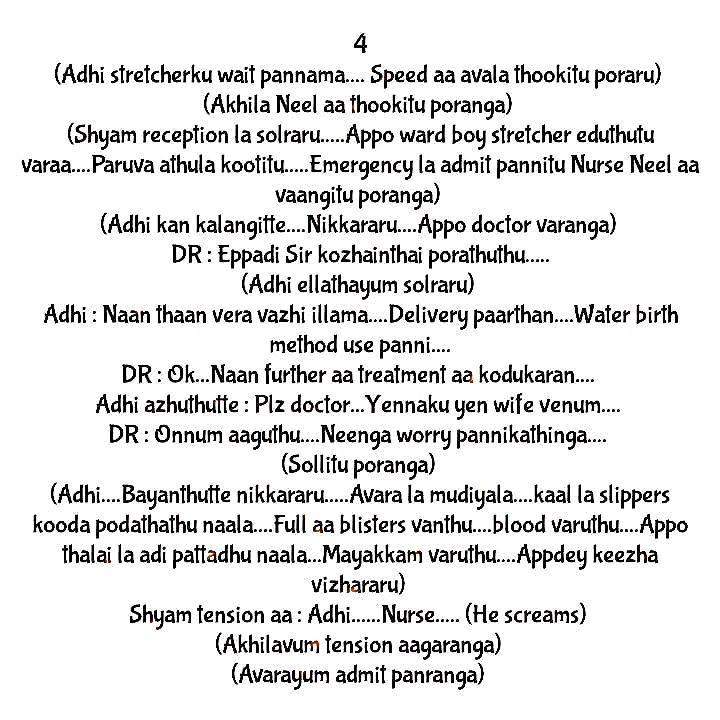 4
(Adhi stretcherku wait pannama.... Speed aa avala thookitu poraru)
(Akhila Neel aa thookitu poranga)
(Shyam reception la solraru.....Appo ward boy stretcher eduthutu
varaa....Paruva athula kootitu.....Emergency la admit pannitu Nurse Neel aa
vaangitu poranga)
(Adhi kan kalangitte....Nikkararu....Appo doctor varanga)
DR : Eppadi Sir kozhainthai porathuthu.....
(Adhi ellathayum solraru)
Adhi : Naan thaan vera vazhi illama....Delivery paarthan....Water birth
method use panni....
DR : Ok...Naan further aa treatment aa kodukaran....
Adhi azhuthutte : Plz doctor...Yennaku yen wife venum....
DR : Onnum aaguthu....Neenga worry pannikathinga....
(Sollitu poranga)
(Adhi....Bayanthutte nikkararu.....Avara la mudiyala....kaal la slippers
kooda podathathu naala....Full aa blisters vanthu....blood varuthu....Appo
thalai la adi pattadhu naala...Mayakkam varuthu....Appdey keezha
vizhararu)
Shyam tension aa : Adhi......Nurse..... (He screams)
(Akhilavum tension aagaranga)
(Avarayum admit panranga)